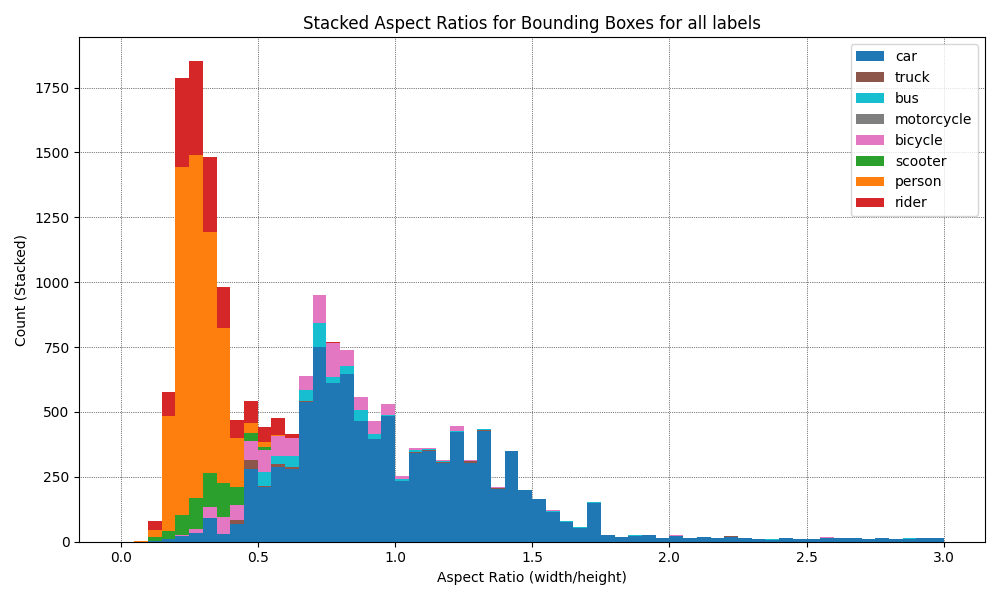 Stacked Aspect Ratios for Bounding Boxes for all labels
Count (Stacked)
1750
1500
1250
1000
750
500
250
0
0.0 0.5 1.0 1.5 2.0 2.5 3.0
Aspect Ratio (width/height)
car
truck
bus
motorcycle
bicycle
scooter
person
rider